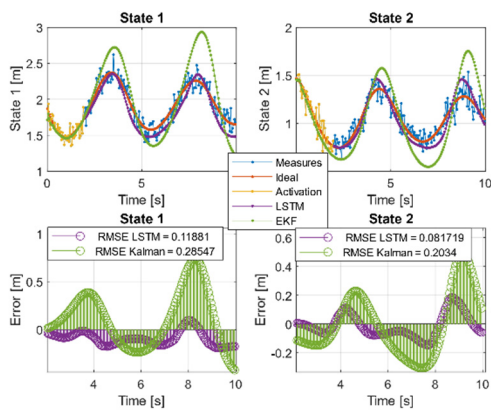 State 1
State 2
3
2.5
2
1.5
1
State 1 [m]
0
5
10
Time [s]
2
1.5
1
0.5
State 2 [m]
0
5
10
Time [s]
Measures
Ideal
Activation
LSTM
EKF
State 1
State 2
RMSE LSTM = 0.11881
RMSE Kalman = 0.28547
1
0.5
0
Error [m]
4
6
8
10
Time [s]
RMSE LSTM = 0.081719
RMSE Kalman = 0.2034
0.6
0.4
0.2
0
-0.2
Error [m]
4
6
8
10
Time [s]